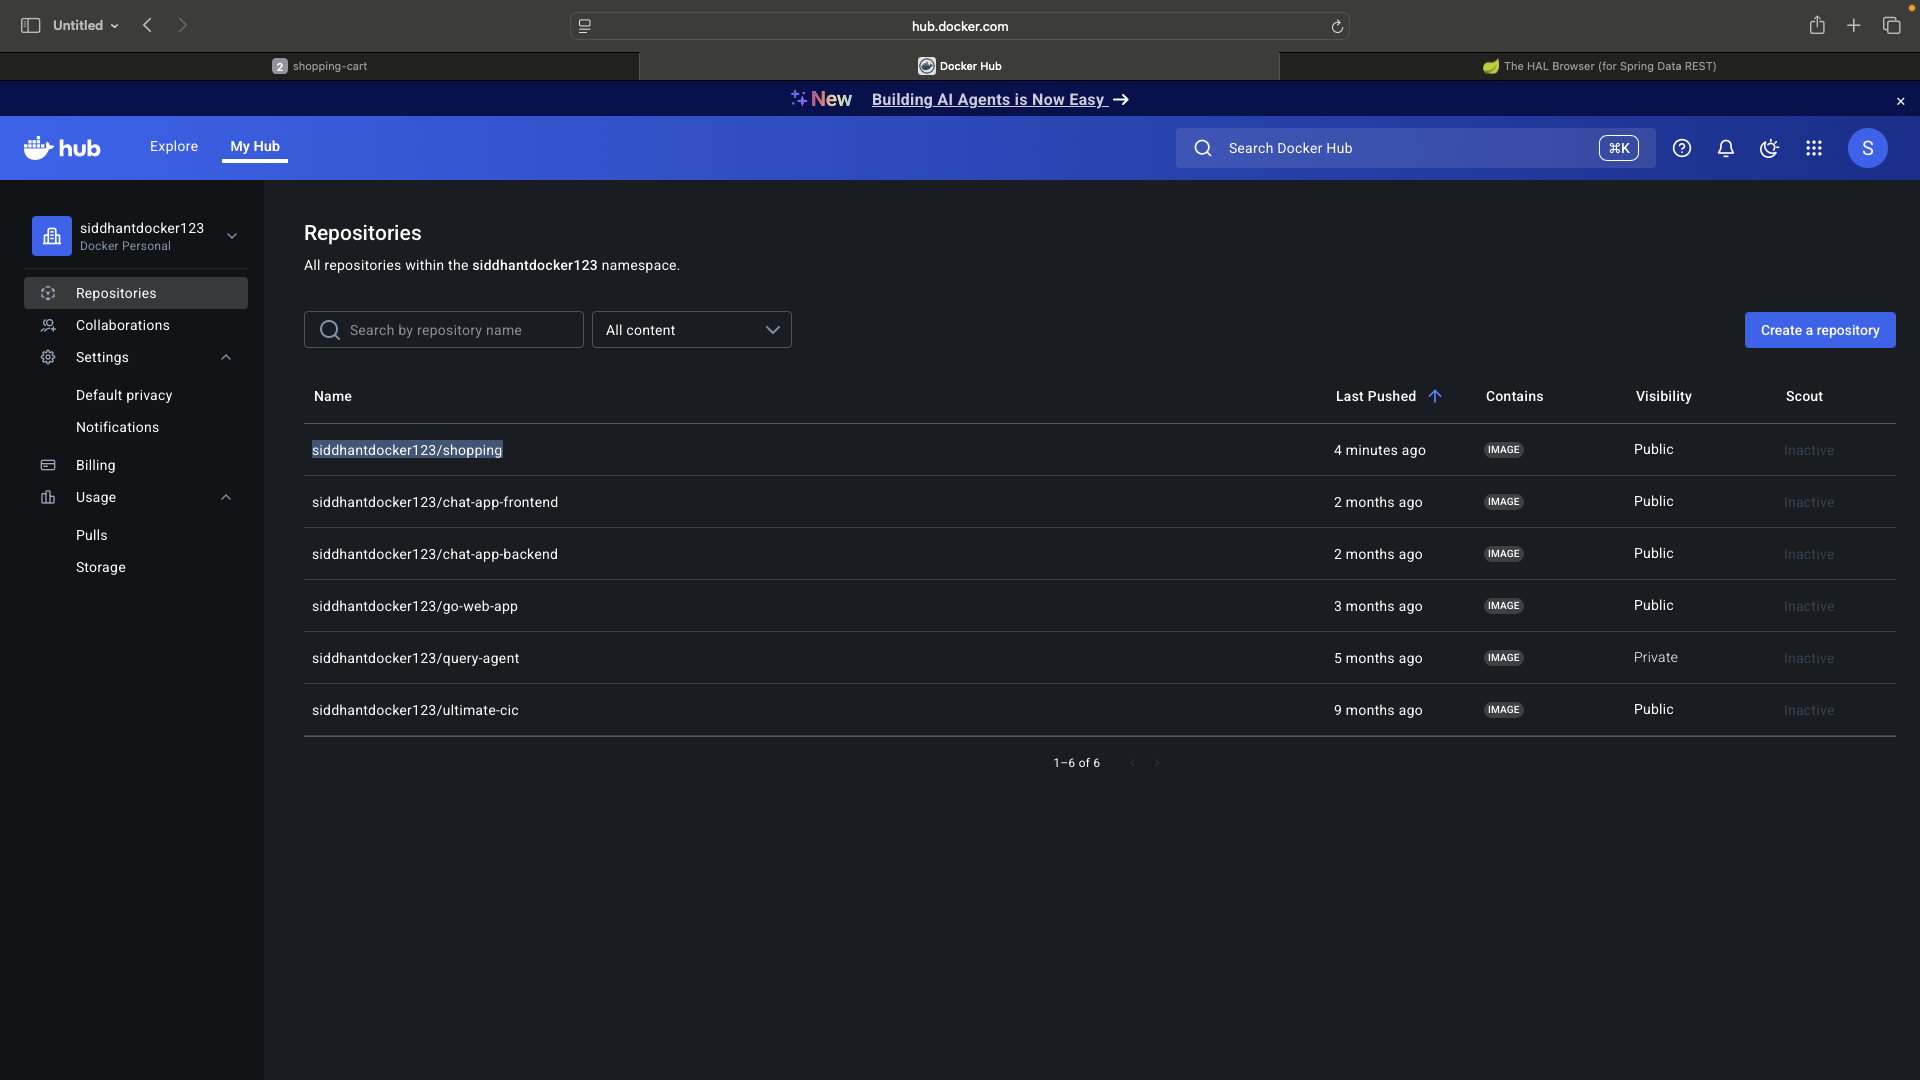 Untitled
hub.docker.com
2 shopping-cart
Docker Hub
The HAL Browser (for Spring Data REST)
New Building AI Agents is Now Easy →
hub
Explore
My Hub
Search Docker Hub
⌘K
S
siddhantdocker123
Docker Personal
Repositories
Collaborations
Settings
Default privacy
Notifications
Billing
Usage
Pulls
Storage
Repositories
All repositories within the siddhantdocker123 namespace.
Search by repository name
All content
Create a repository
Name Last Pushed Contains Visibility Scout
siddhantdocker123/shopping 4 minutes ago IMAGE Public Inactive
siddhantdocker123/chat-app-frontend 2 months ago IMAGE Public Inactive
siddhantdocker123/chat-app-backend 2 months ago IMAGE Public Inactive
siddhantdocker123/go-web-app 3 months ago IMAGE Public Inactive
siddhantdocker123/query-agent 5 months ago IMAGE Private Inactive
siddhantdocker123/ultimate-cic 9 months ago IMAGE Public Inactive
1–6 of 6